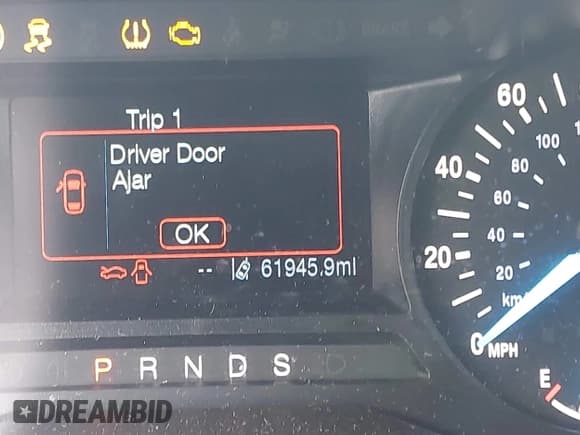 BRAKE
Trip 1
Driver Door
Ajar
OK
-- 61945.9mi
P R N D S
60
40
20
0 MPH
100
80
60
40
20
km/
E
DREAMBID